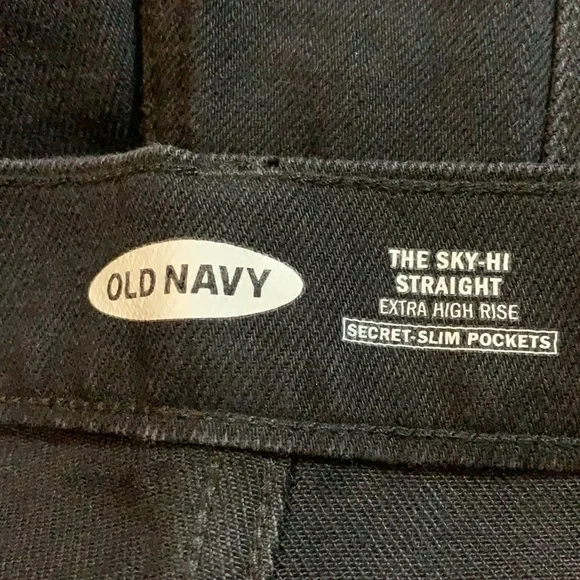 OLD NAVY
THE SKY-HI
STRAIGHT
EXTRA HIGH RISE
SECRET-SLIM POCKETS